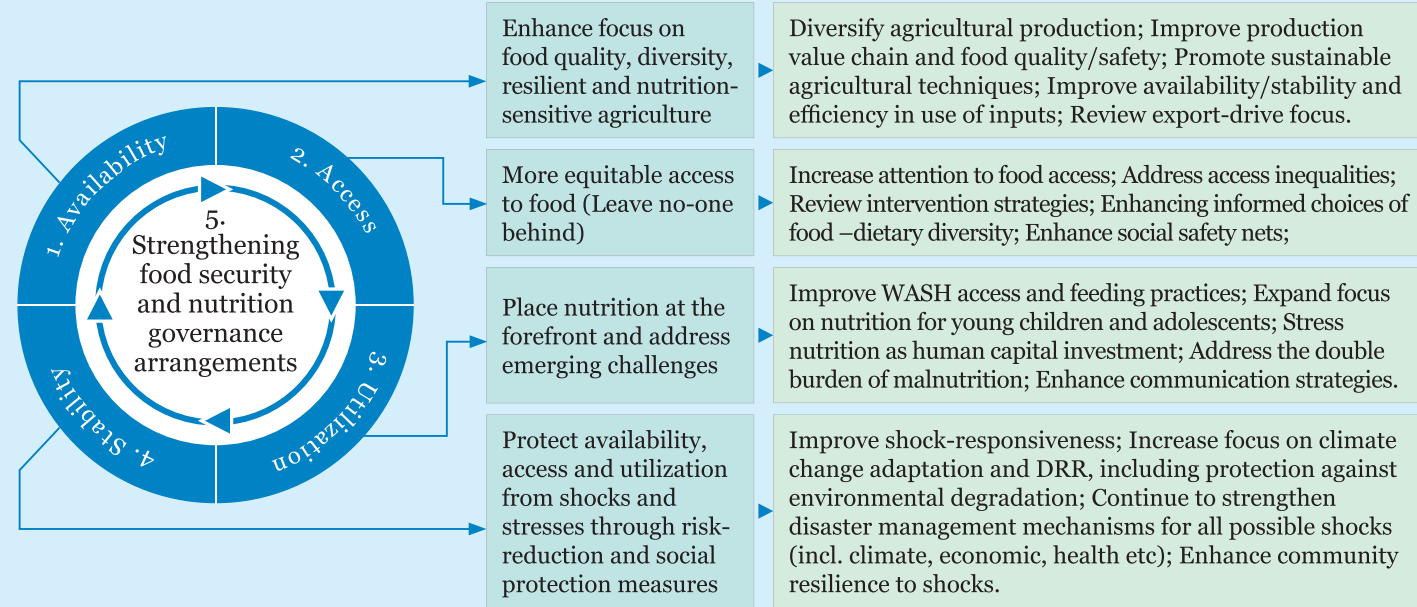 1. Availability
2. Access
3. Utilization
4. Stability
5.
Strengthening
food security
and nutrition
governance
arrangements
Enhance focus on
food quality, diversity,
resilient and nutrition-
sensitive agriculture
Diversify agricultural production; Improve production
value chain and food quality/safety; Promote sustainable
agricultural techniques; Improve availability/stability and
efficiency in use of inputs; Review export-drive focus.
More equitable access
to food (Leave no-one
behind)
Increase attention to food access; Address access inequalities;
Review intervention strategies; Enhancing informed choices of
food –dietary diversity; Enhance social safety nets;
Place nutrition at the
forefront and address
emerging challenges
Improve WASH access and feeding practices; Expand focus
on nutrition for young children and adolescents; Stress
nutrition as human capital investment; Address the double
burden of malnutrition; Enhance communication strategies.
Protect availability,
access and utilization
from shocks and
stresses through risk-
reduction and social
protection measures
Improve shock-responsiveness; Increase focus on climate
change adaptation and DRR, including protection against
environmental degradation; Continue to strengthen
disaster management mechanisms for all possible shocks
(incl. climate, economic, health etc); Enhance community
resilience to shocks.